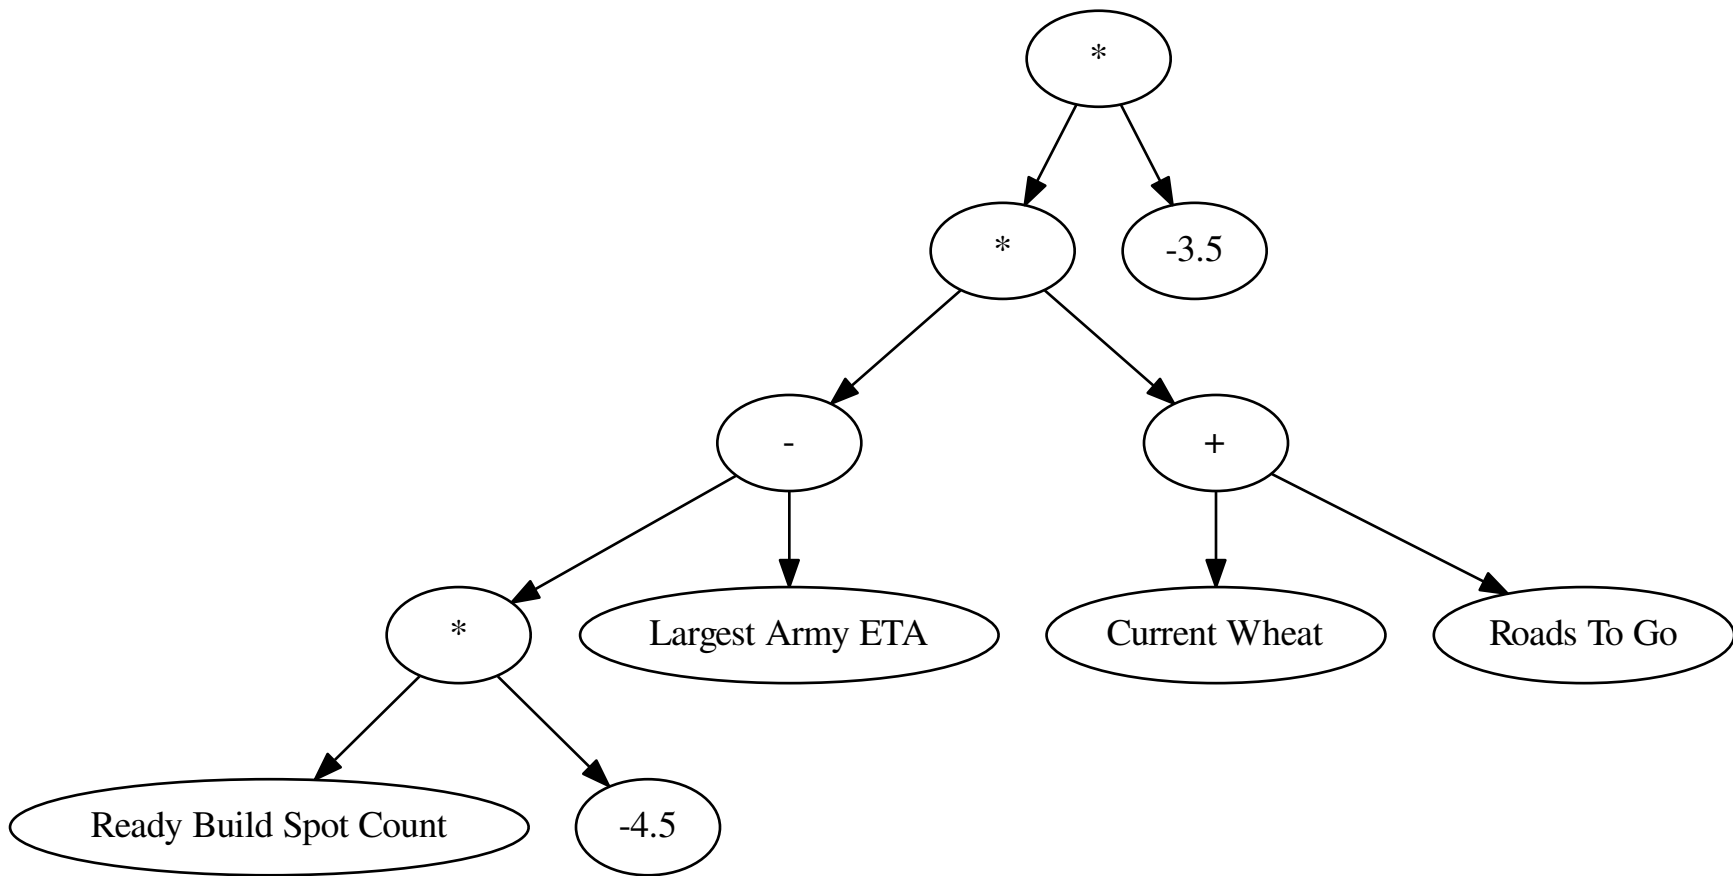 *
*
-3.5
-
+
*
Largest Army ETA
Current Wheat
Roads To Go
Ready Build Spot Count
-4.5